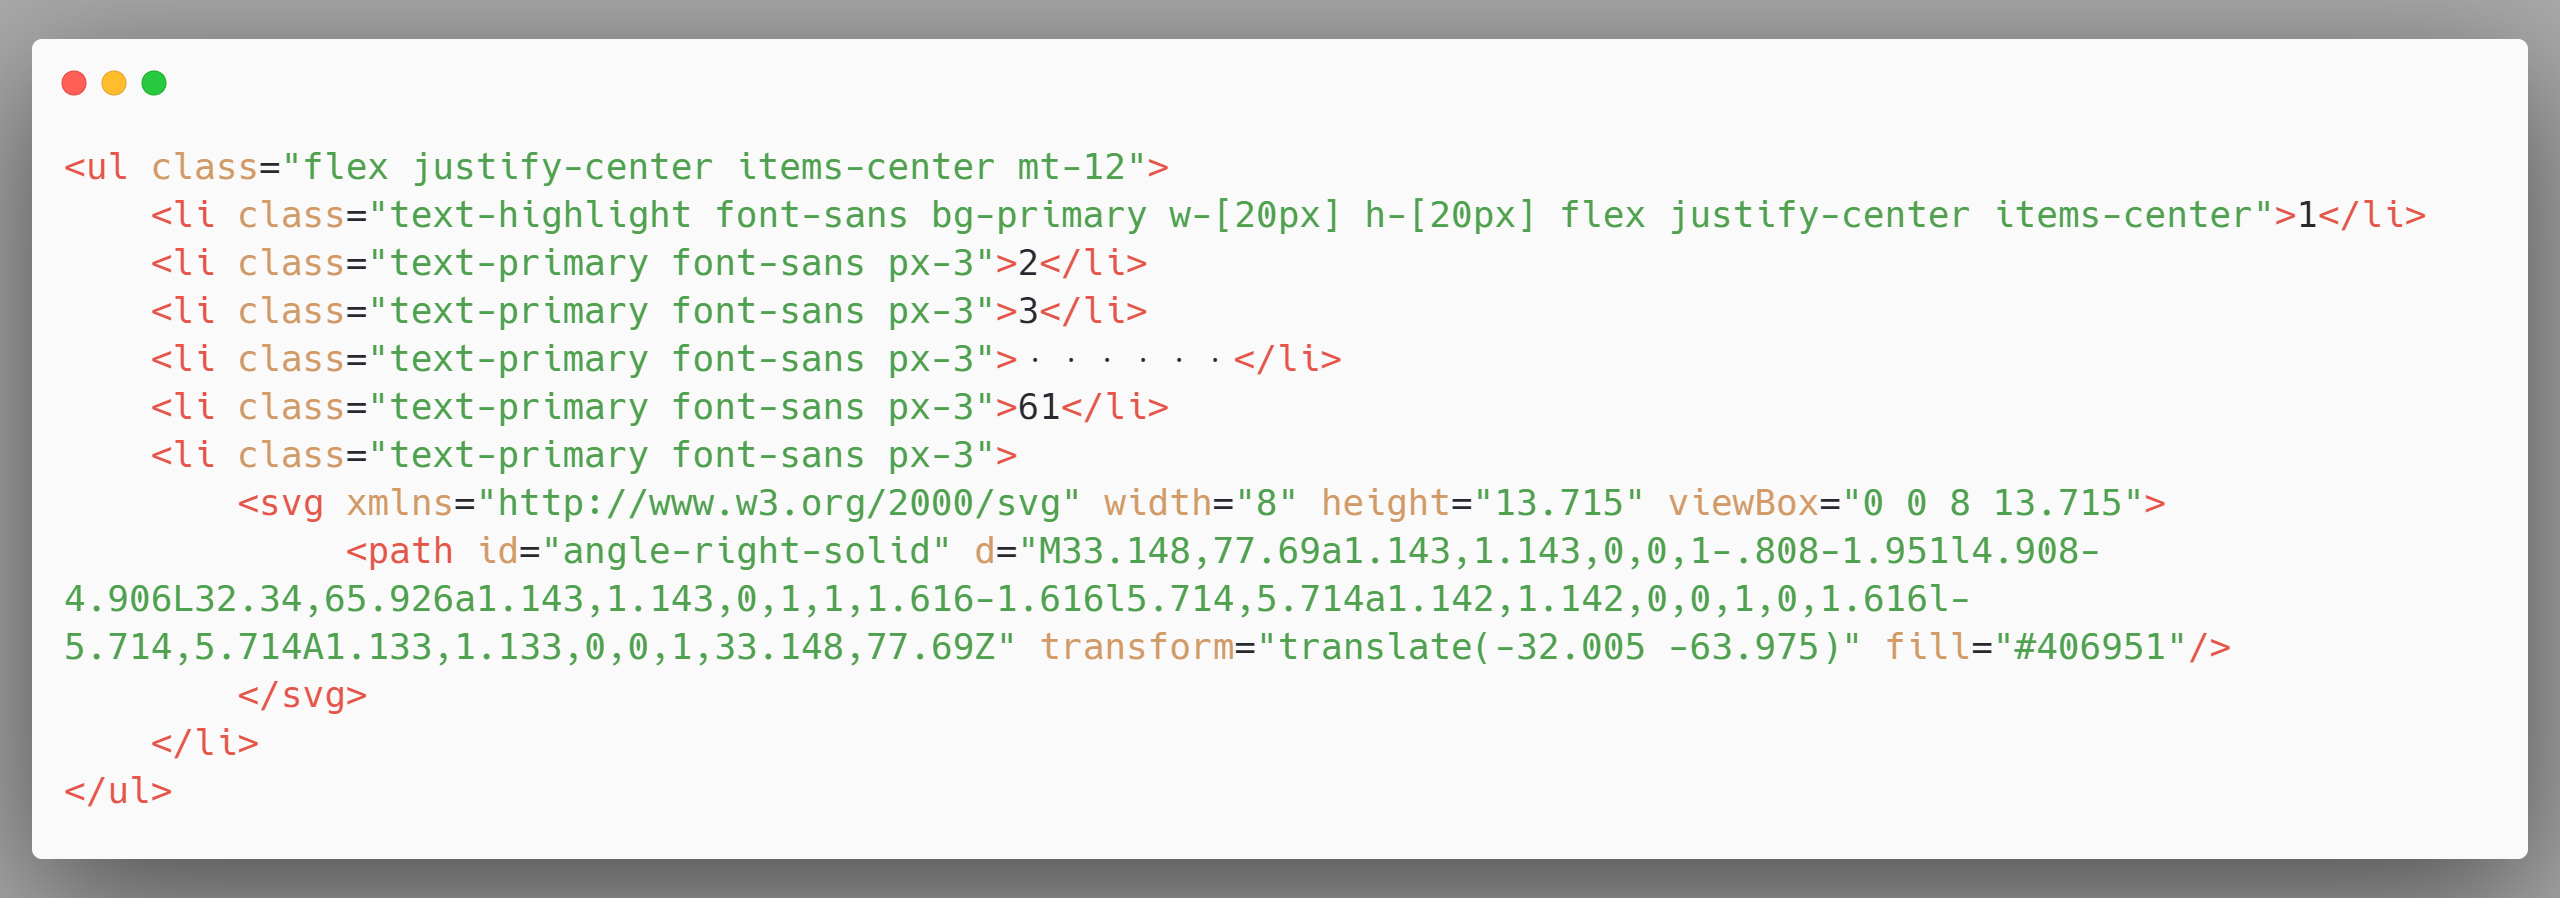 <ul class="flex justify-center items-center mt-12">
    <li class="text-highlight font-sans bg-primary w-[20px] h-[20px] flex justify-center items-center">1</li>
    <li class="text-primary font-sans px-3">2</li>
    <li class="text-primary font-sans px-3">3</li>
    <li class="text-primary font-sans px-3">· · · · · ·</li>
    <li class="text-primary font-sans px-3">61</li>
    <li class="text-primary font-sans px-3">
        <svg xmlns="http://www.w3.org/2000/svg" width="8" height="13.715" viewBox="0 0 8 13.715">
             <path id="angle-right-solid" d="M33.148,77.69a1.143,1.143,0,0,1-.808-1.951l4.908-
4.906L32.34,65.926a1.143,1.143,0,1,1,1.616-1.616l5.714,5.714a1.142,1.142,0,0,1,0,1.616l-
5.714,5.714A1.133,1.133,0,0,1,33.148,77.69Z" transform="translate(-32.005 -63.975)" fill="#406951"/>
        </svg>
    </li>
</ul>